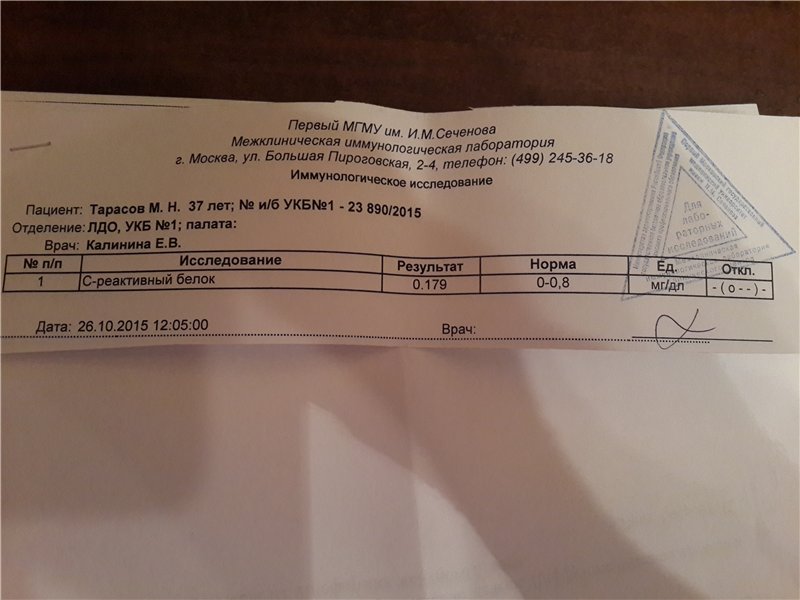 Первый МГМУ им. И.М.Сеченова
Межклиническая иммунологическая лаборатория
г. Москва, ул. Большая Пироговская, 2-4, телефон: (499) 245-36-18
Иммунологическое исследование
Пациент: Тарасов М. Н. 37 лет; № и/б УКБ№1 - 23 890/2015
Отделение: ЛДО, УКБ №1; палата:
Врач: Калинина Е.В.
№ п/п Исследование Результат Норма Ед. Откл.
1 С-реактивный белок 0.179 0-0,8 мг/дл - ( о - - ) -
Дата: 26.10.2015 12:05:00 Врач:
Для
лабо-
раторных
исследований